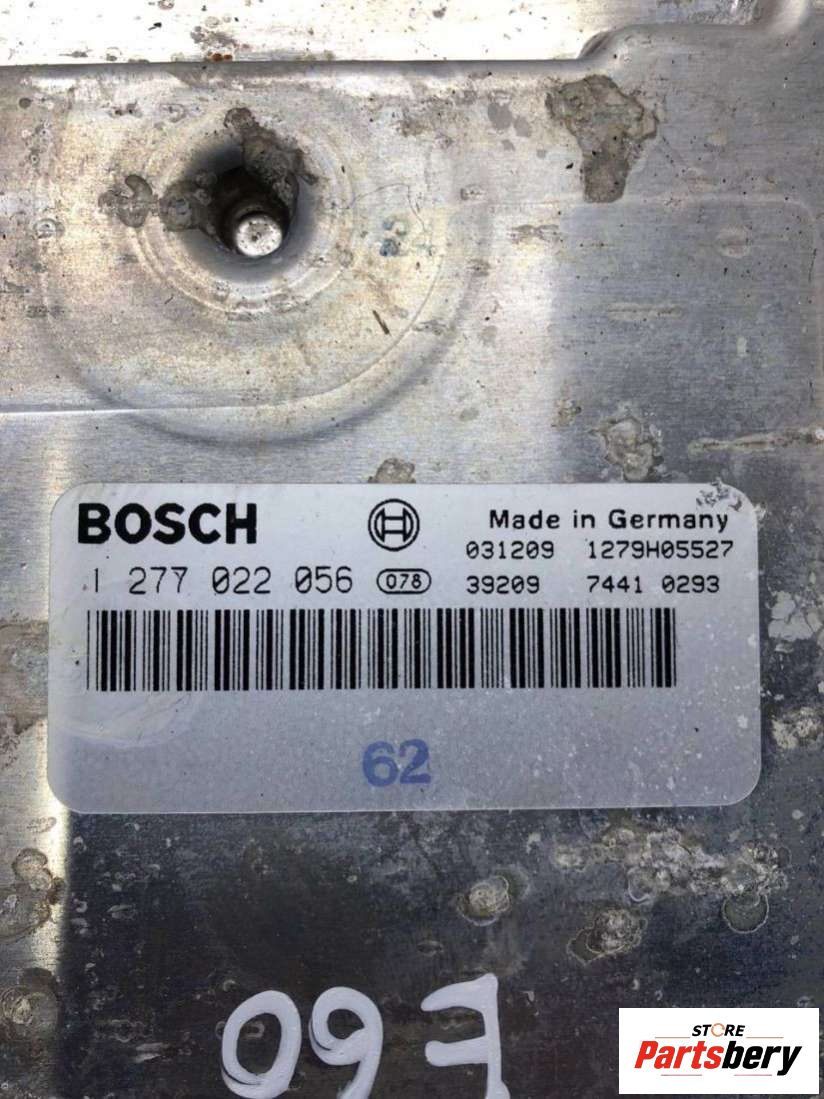 BOSCH Made in Germany
031209 1279H05527
1 277 022 056 078 39209 7441 0293
62
E60
STORE
Partsbery